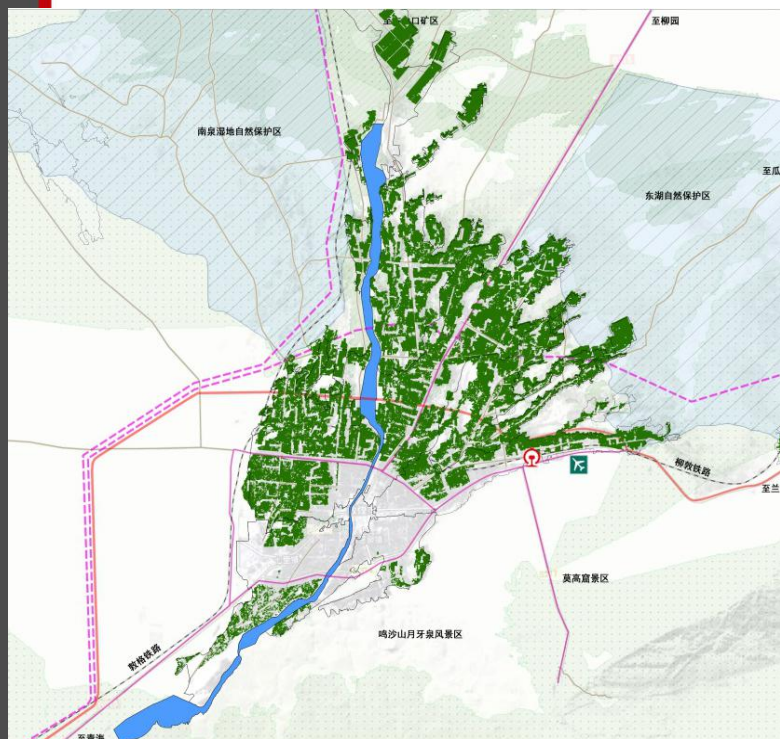 口矿区
至柳园
南泉湿地自然保护区
至瓜
东湖自然保护区
柳敦铁路
至兰
莫高窟景区
鸣沙山月牙泉风景区
敦格铁路
至青海